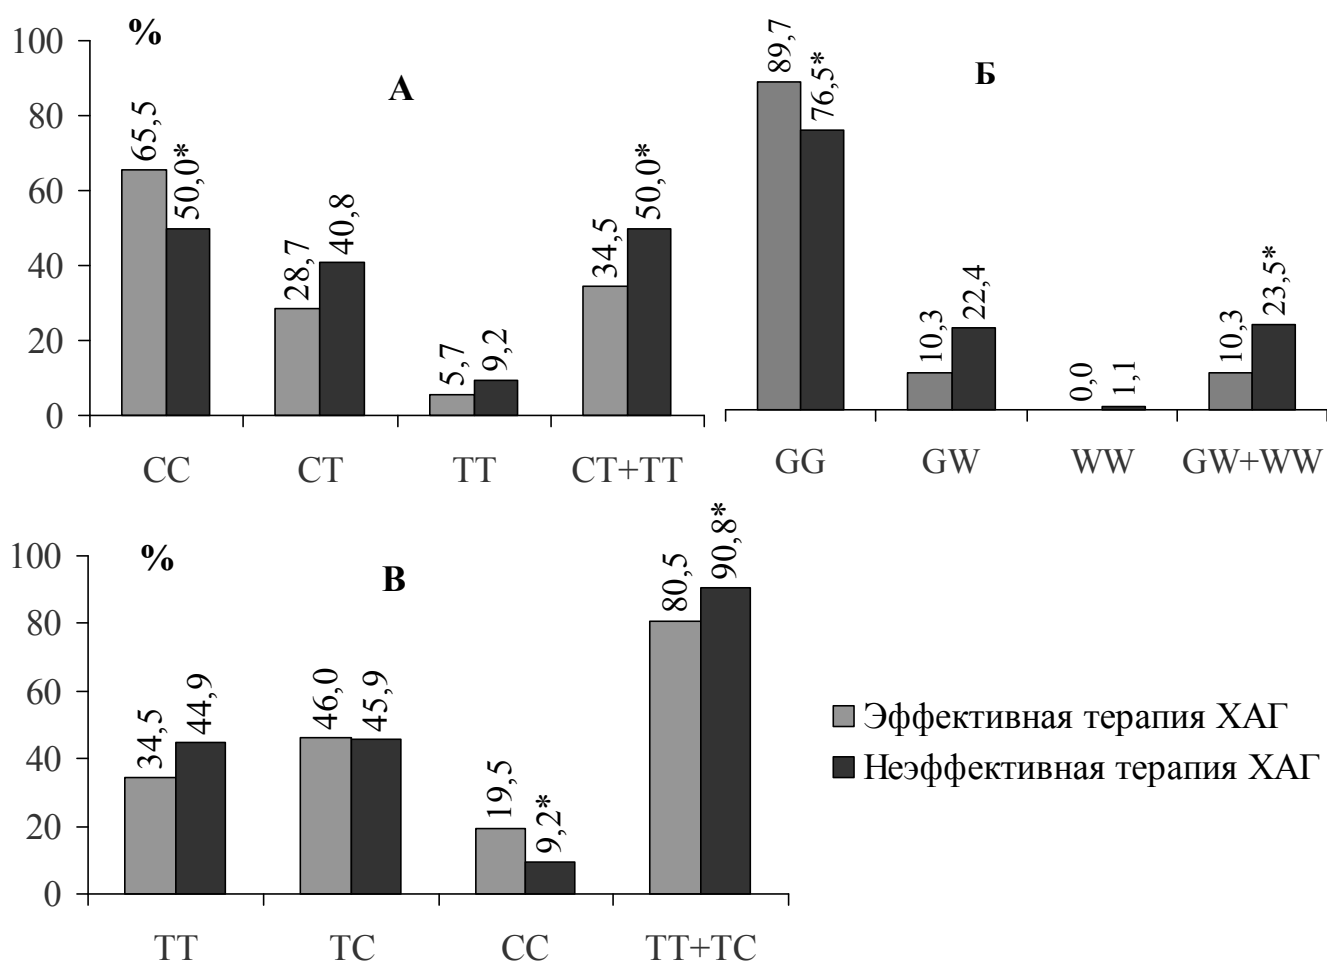 %
А
100
80
60
40
20
0
65,5
50,0*
28,7
40,8
5,7
9,2
34,5
50,0*
CC
CT
TT
CT+TT
Б
89,7
76,5*
10,3
22,4
0,0
1,1
10,3
23,5*
GG
GW
WW
GW+WW
%
В
100
80
60
40
20
0
34,5
44,9
46,0
45,9
19,5
9,2*
80,5
90,8*
TT
TC
CC
TT+TC
Эффективная терапия ХАГ
Неэффективная терапия ХАГ